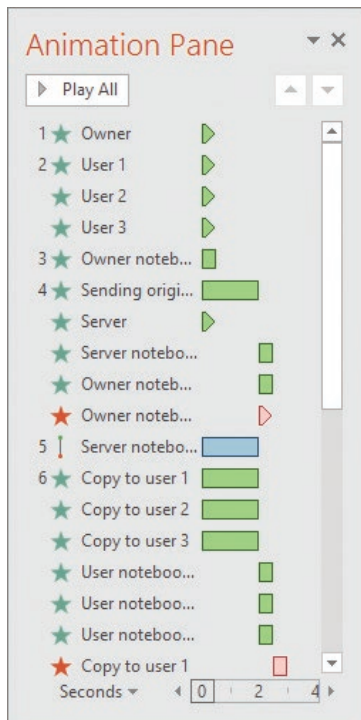 Animation Pane
Play All
1 Owner
2 User 1
User 2
User 3
3 Owner noteb...
4 Sending origi...
Server
Server notebo...
Owner noteb...
Owner noteb...
5 Server notebo...
6 Copy to user 1
Copy to user 2
Copy to user 3
User noteboo...
User noteboo...
User noteboo...
Copy to user 1
Seconds 0 2 4